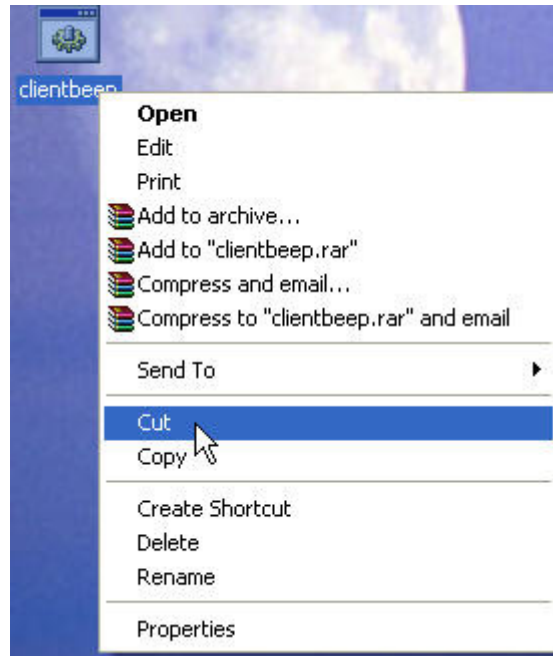 clientbeep
Open
Edit
Print
Add to archive...
Add to "clientbeep.rar"
Compress and email...
Compress to "clientbeep.rar" and email
Send To
Cut
Copy
Create Shortcut
Delete
Rename
Properties